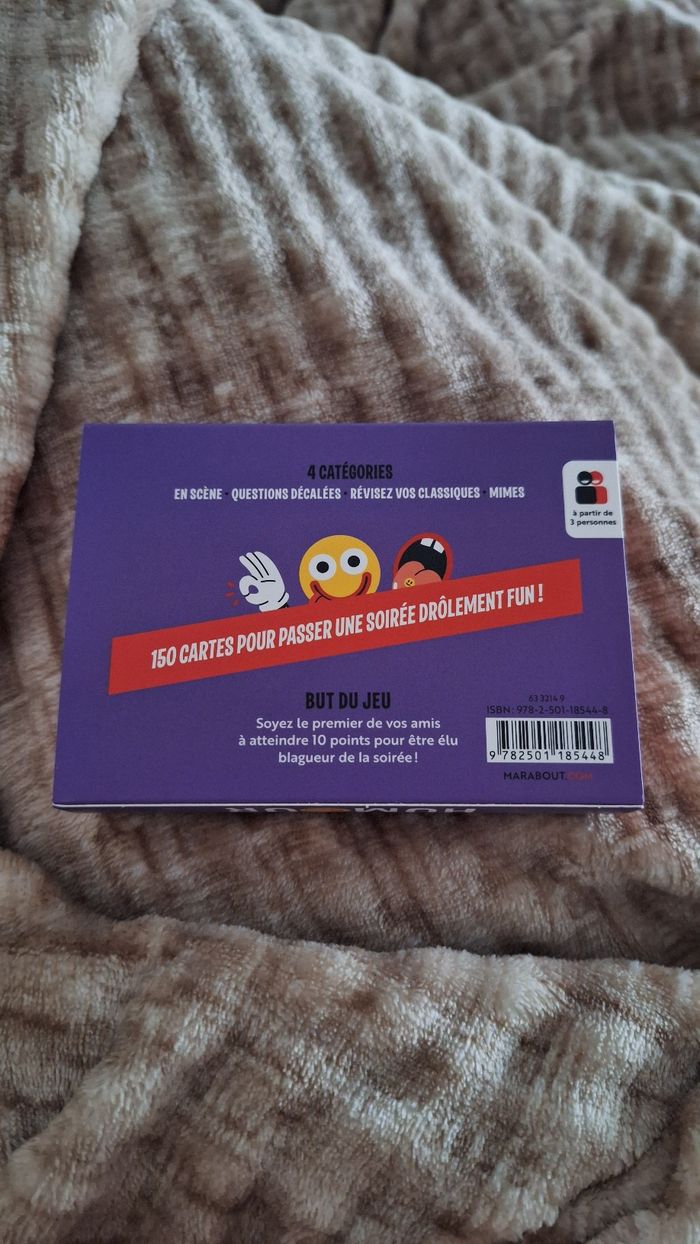 4 CATÉGORIES
EN SCÈNE · QUESTIONS DÉCALÉES · RÉVISEZ VOS CLASSIQUES · MIMES
à partir de
3 personnes
150 CARTES POUR PASSER UNE SOIRÉE DRÔLEMENT FUN !
BUT DU JEU
Soyez le premier de vos amis
à atteindre 10 points pour être élu
blagueur de la soirée !
63 3214 9
ISBN : 978-2-501-18544-8
9 782501 185448
MARABOUT.COM
HUMOUR